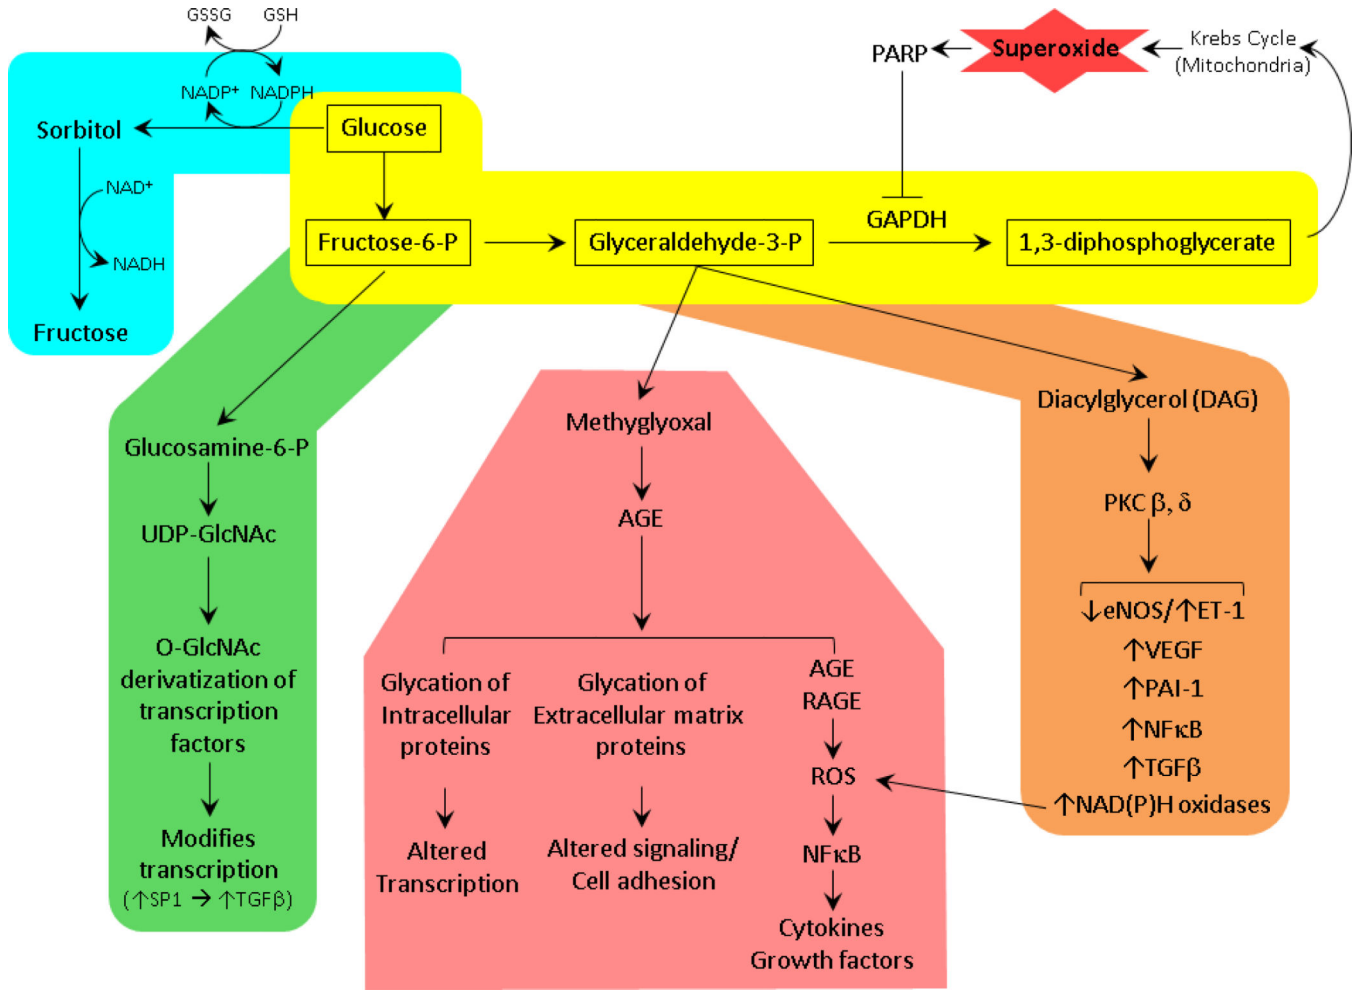 GSSG GSH
NADP+ NADPH
Sorbitol
Glucose
NAD+
NADH
Fructose
PARP
Superoxide
Krebs Cycle
(Mitochondria)
Fructose-6-P
Glyceraldehyde-3-P
GAPDH
1,3-diphosphoglycerate
Glucosamine-6-P
UDP-GlcNAc
O-GlcNAc
derivatization of
transcription
factors
Modifies
transcription
(↑SP1 → ↑TGFβ)
Methyglyoxal
AGE
Glycation of
Intracellular
proteins
Altered
Transcription
Glycation of
Extracellular matrix
proteins
Altered signaling/
Cell adhesion
AGE
RAGE
ROS
NFκB
Cytokines
Growth factors
Diacylglycerol (DAG)
PKC β, δ
↓eNOS/↑ET-1
↑VEGF
↑PAI-1
↑NFκB
↑TGFβ
↑NAD(P)H oxidases